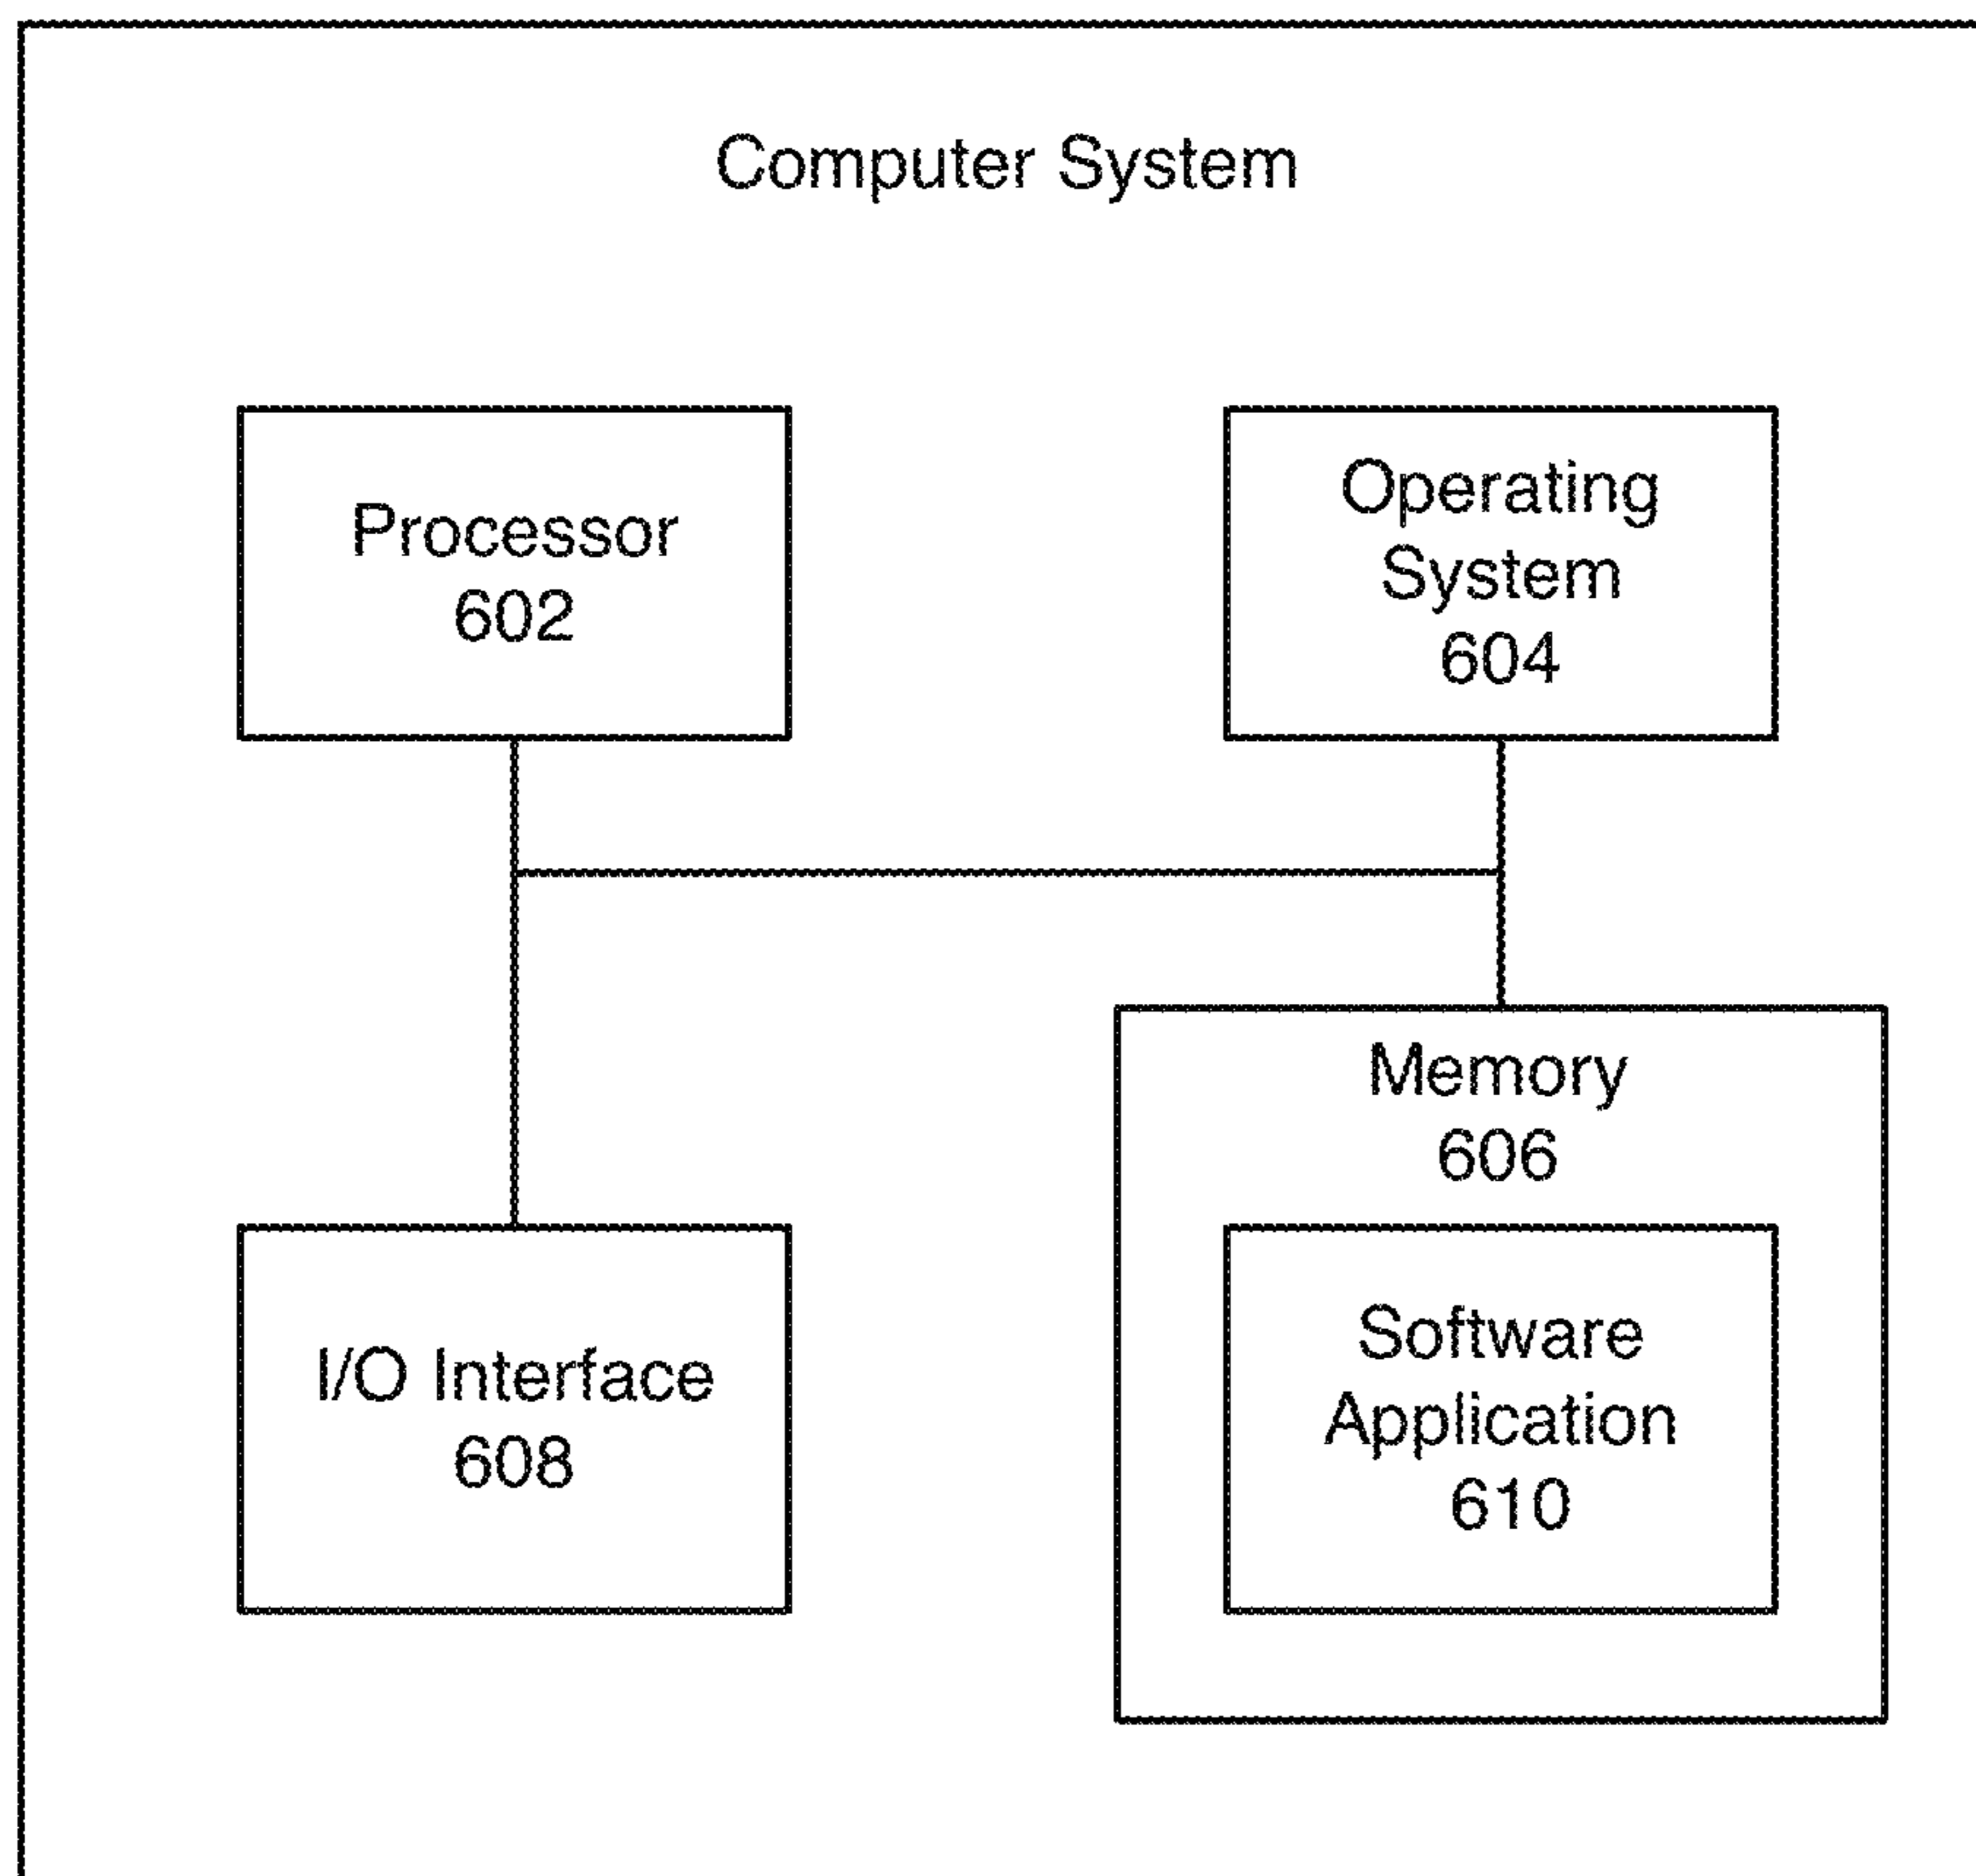 Computer System
Processor
602
Operating
System
604
Memory
606
I/O Interface
608
Software
Application
610